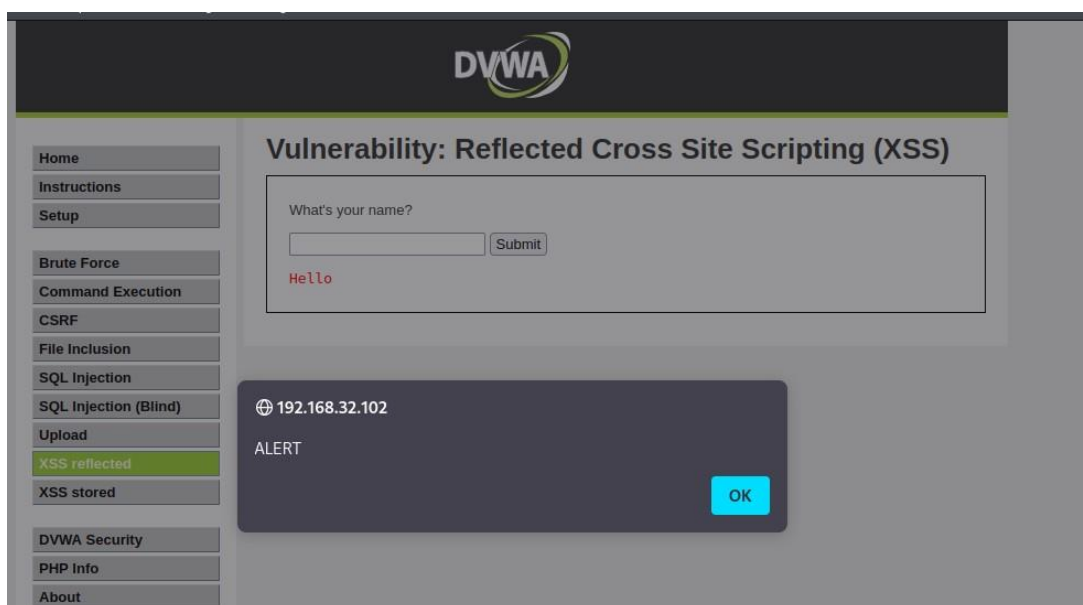 DVWA
Home
Instructions
Setup
Brute Force
Command Execution
CSRF
File Inclusion
SQL Injection
SQL Injection (Blind)
Upload
XSS reflected
XSS stored
DVWA Security
PHP Info
About
Vulnerability: Reflected Cross Site Scripting (XSS)
What's your name?
Submit
Hello
192.168.32.102
ALERT
OK